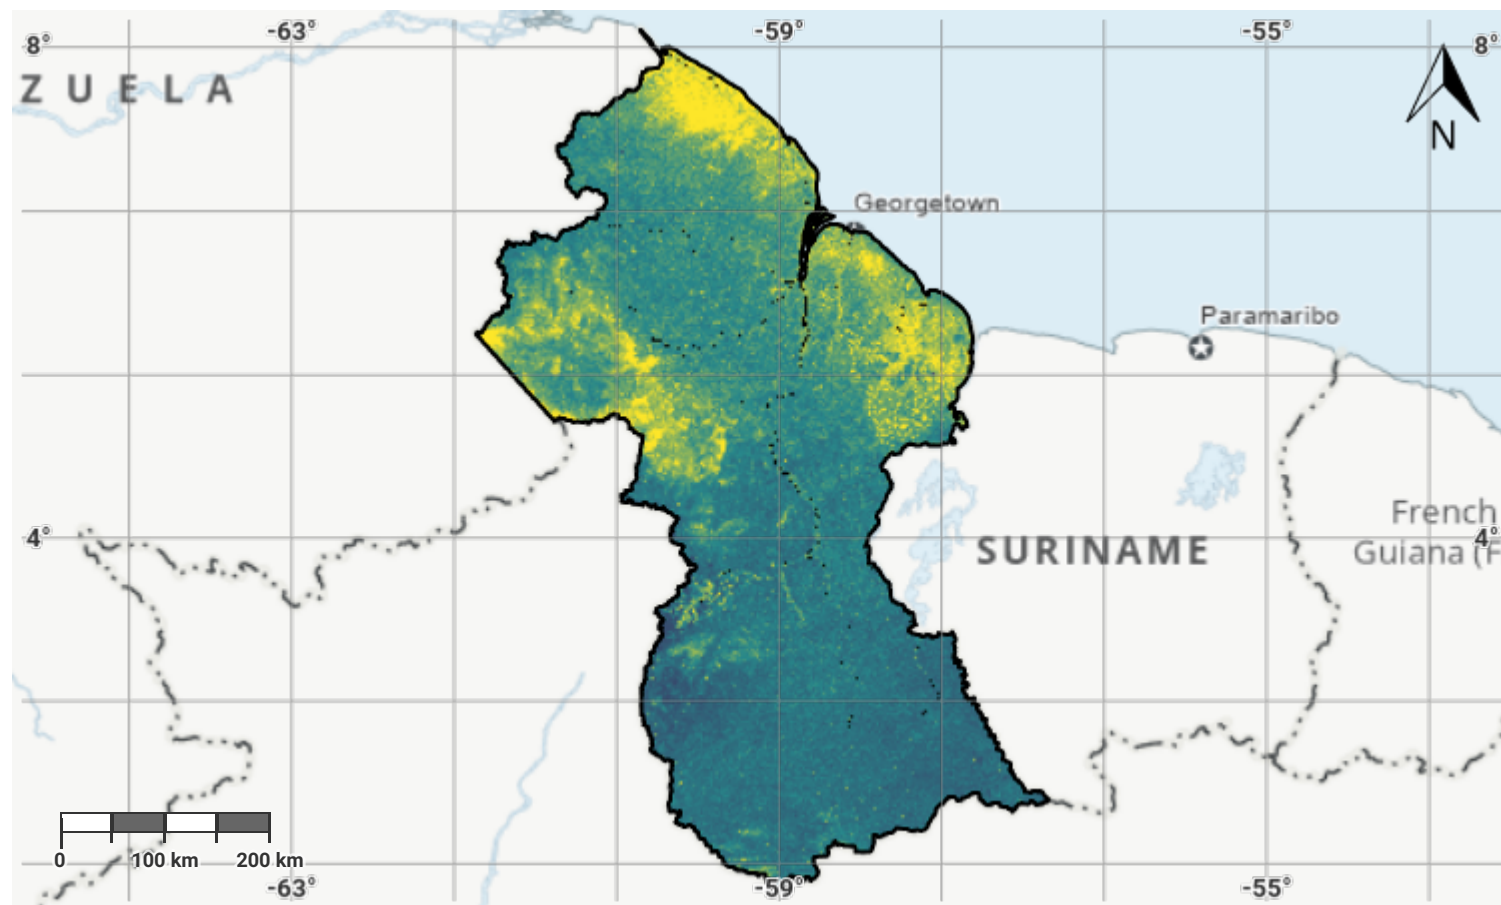 -63° -59° -55°
8° 8°
ZUELA
N
Georgetown
Paramaribo
French
4° SURINAME 4°
Guiana (F
0 100 km 200 km
-63° -59° -55°